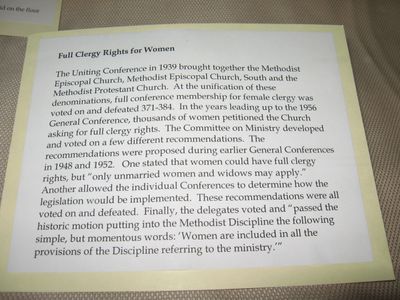 ld on the floor
Full Clergy Rights for Women
The Uniting Conference in 1939 brought together the Methodist
Episcopal Church, Methodist Episcopal Church, South and the
Methodist Protestant Church. At the unification of these
denominations, full conference membership for female clergy was
voted on and defeated 371-384. In the years leading up to the 1956
General Conference, thousands of women petitioned the Church
asking for full clergy rights. The Committee on Ministry developed
and voted on a few different recommendations. The
recommendations were proposed during earlier General Conferences
in 1948 and 1952. One stated that women could have full clergy
rights, but "only unmarried women and widows may apply."
Another allowed the individual Conferences to determine how the
legislation would be implemented. These recommendations were all
voted on and defeated. Finally, the delegates voted and "passed the
historic motion putting into the Methodist Discipline the following
simple, but momentous words: 'Women are included in all the
provisions of the Discipline referring to the ministry.'"